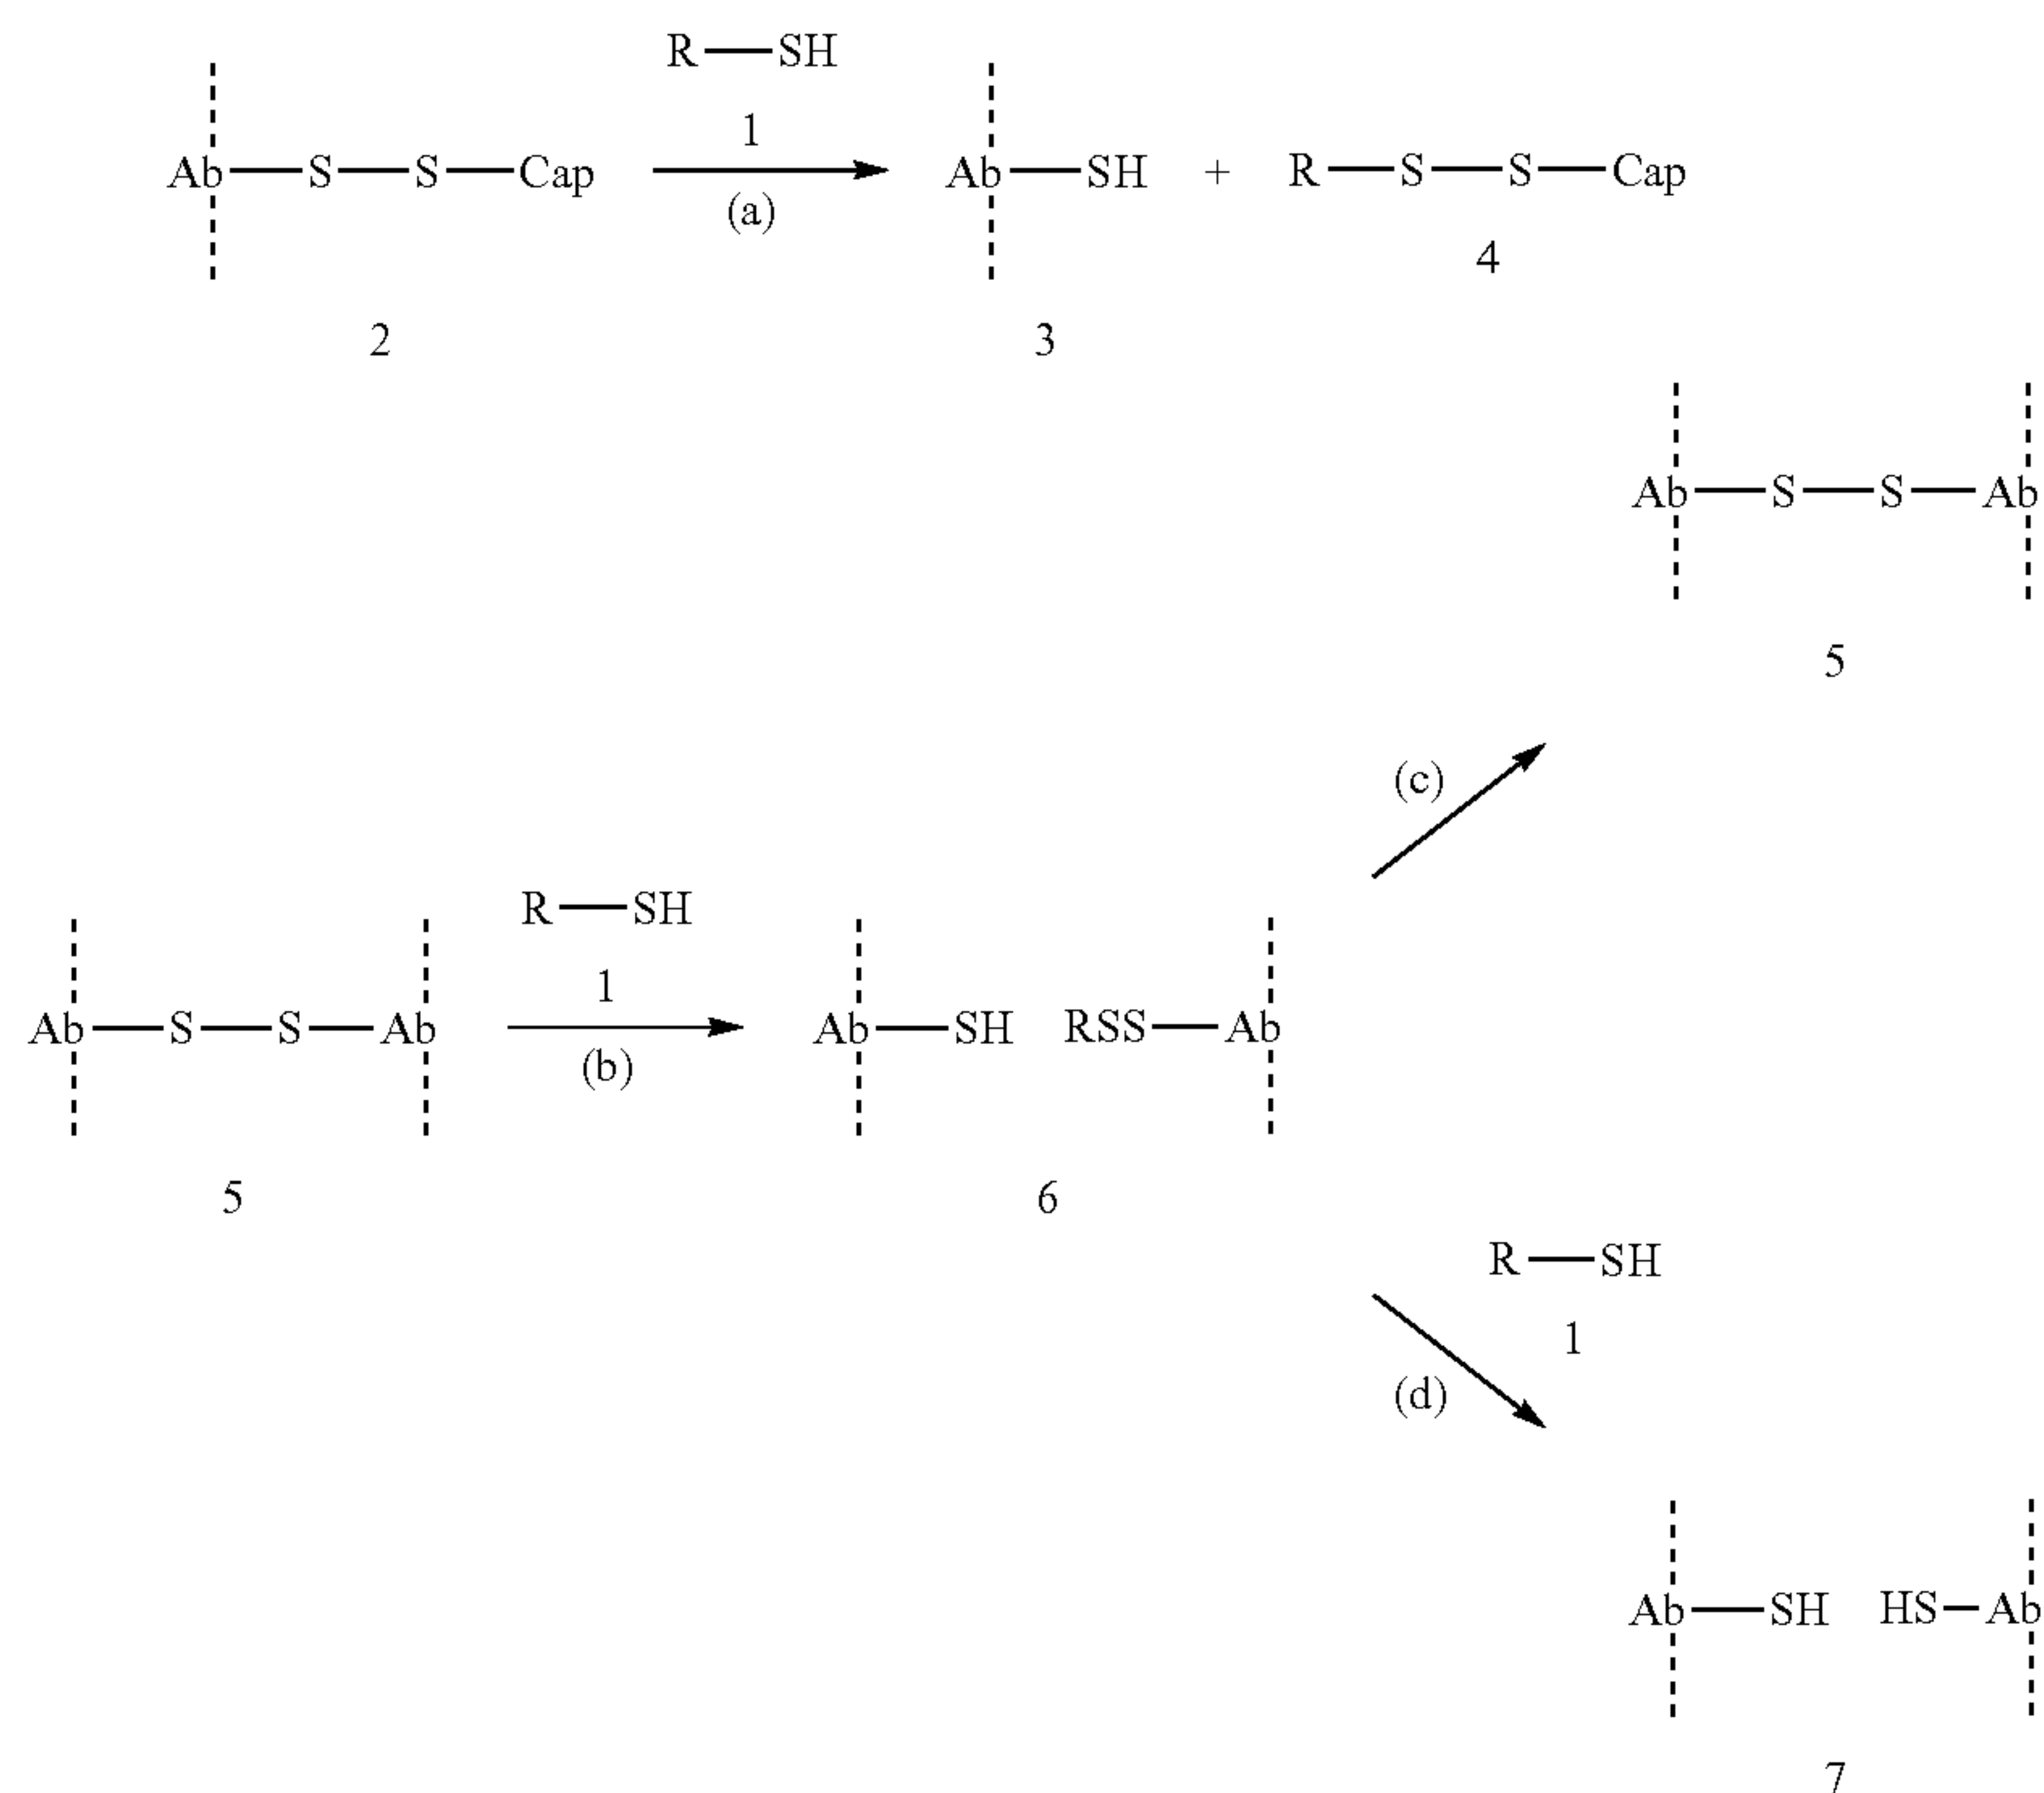 R—SH
1
Ab—S—S—Cap
(a)
Ab—SH + R—S—S—Cap
2
3
4
Ab—S—S—Ab
5
(c)
R—SH
1
Ab—S—S—Ab
(b)
Ab—SH RSS—Ab
5
6
R—SH
1
(d)
Ab—SH HS—Ab
7